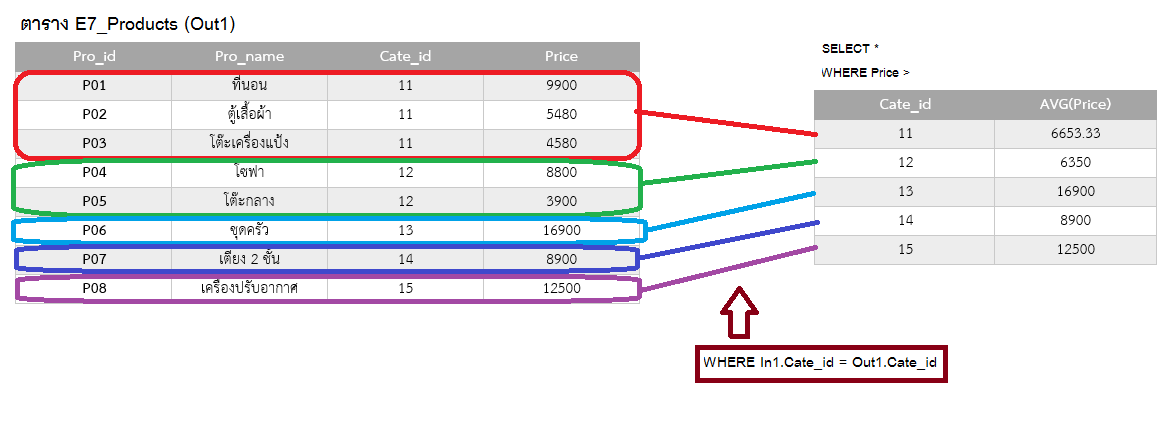 ตาราง E7_Products (Out1)
Pro_id Pro_name Cate_id Price
P01 ที่นอน 11 9900
P02 ตู้เสื้อผ้า 11 5480
P03 โต๊ะเครื่องแป้ง 11 4580
P04 โซฟา 12 8800
P05 โต๊ะกลาง 12 3900
P06 ชุดครัว 13 16900
P07 เตียง 2 ชั้น 14 8900
P08 เครื่องปรับอากาศ 15 12500
SELECT *
WHERE Price >
Cate_id AVG(Price)
11 6653.33
12 6350
13 16900
14 8900
15 12500
WHERE In1.Cate_id = Out1.Cate_id